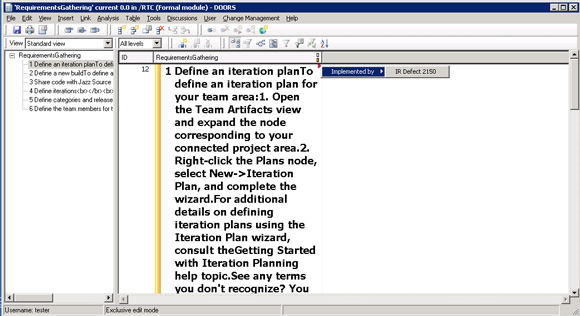 'RequirementsGathering' current 0.0 in /RTC (Formal module) - DOORS
File Edit View Insert Link Analysis Table Tools Discussions User Change Management Help
View Standard view All levels
RequirementsGathering
1 Define an iteration planTo defi
2 Define a new buildTo define a
3 Share code with Jazz Source
4 Define iterations<br></br><b
5 Define categories and release
6 Define the team members for t
ID RequirementsGathering
12
1 Define an iteration planTo
define an iteration plan for
your team area:1. Open
the Team Artifacts view
and expand the node
corresponding to your
connected project area.2.
Right-click the Plans node,
select New->Iteration
Plan, and complete the
wizard.For additional
details on defining
iteration plans using the
Iteration Plan wizard,
consult theGetting Started
with Iteration Planning
help topic.See any terms
you don't recognize? You
Implemented by IR Defect 2150
Username: tester Exclusive edit mode